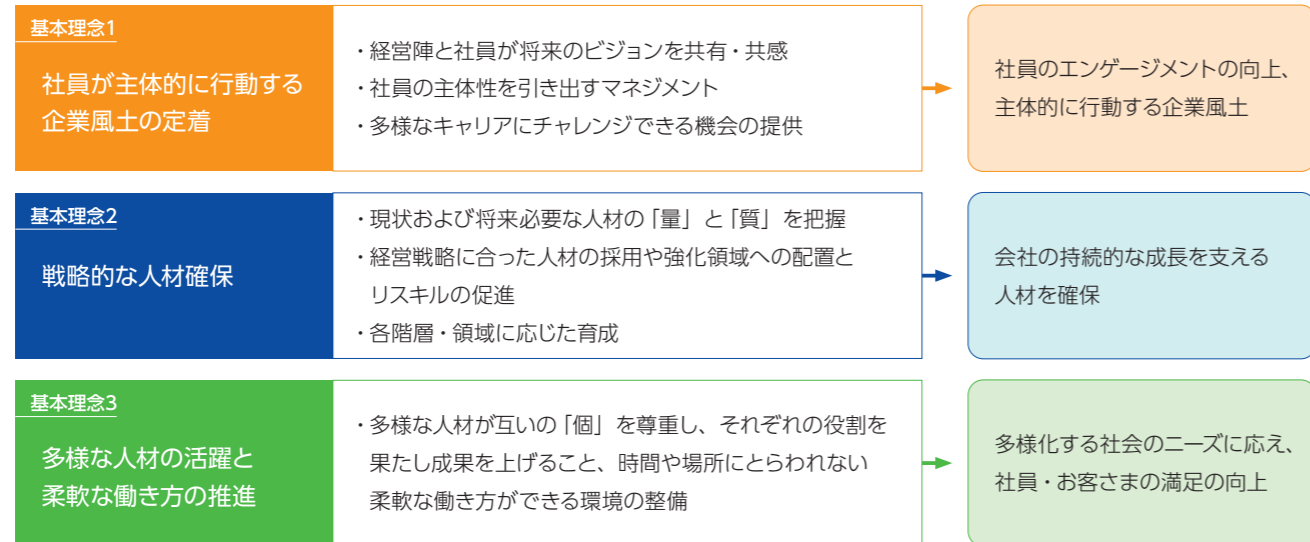 基本理念1
社員が主体的に行動する
企業風土の定着
・経営陣と社員が将来のビジョンを共有・共感
・社員の主体性を引き出すマネジメント
・多様なキャリアにチャレンジできる機会の提供
社員のエンゲージメントの向上、
主体的に行動する企業風土
基本理念2
戦略的な人材確保
・現状および将来必要な人材の「量」と「質」を把握
・経営戦略に合った人材の採用や強化領域への配置と
リスキルの促進
・各階層・領域に応じた育成
会社の持続的な成長を支える
人材を確保
基本理念3
多様な人材の活躍と
柔軟な働き方の推進
・多様な人材が互いの「個」を尊重し、それぞれの役割を
果たし成果を上げること、時間や場所にとらわれない
柔軟な働き方ができる環境の整備
多様化する社会のニーズに応え、
社員・お客さまの満足の向上